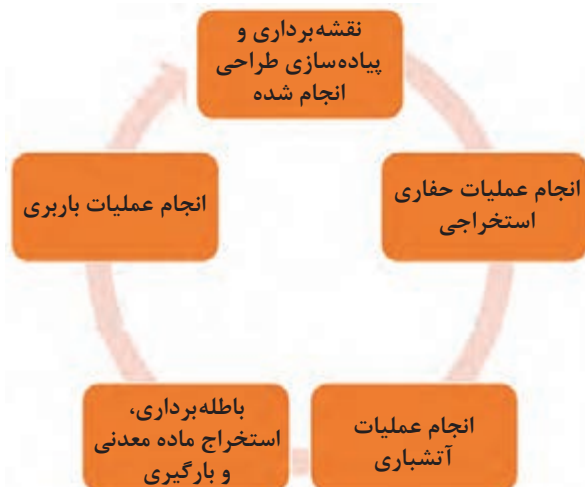 نقشه‌برداری و
پیاده‌سازی طراحی
انجام شده
انجام عملیات حفاری
استخراجی
انجام عملیات
آتشباری
باطله‌برداری،
استخراج ماده معدنی
و بارگیری
انجام عملیات باربری